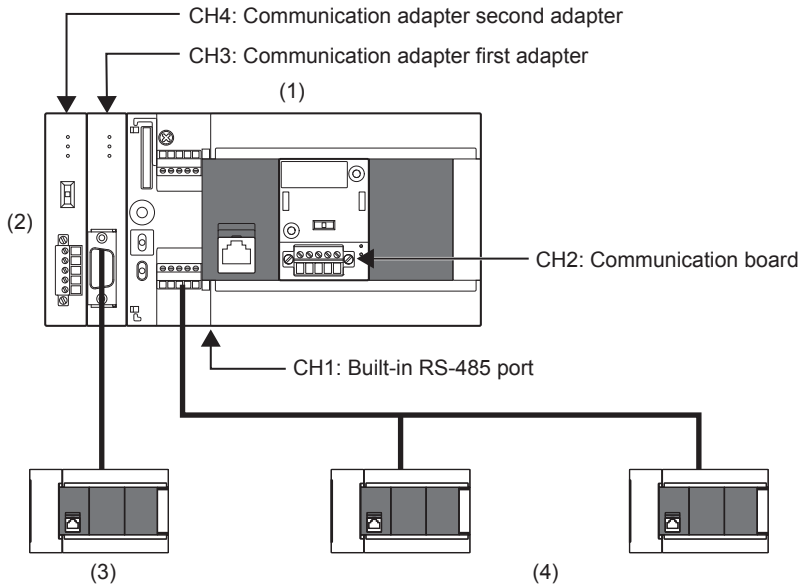 CH4: Communication adapter second adapter
CH3: Communication adapter first adapter
(1)
(2)
CH2: Communication board
CH1: Built-in RS-485 port
(3)
(4)